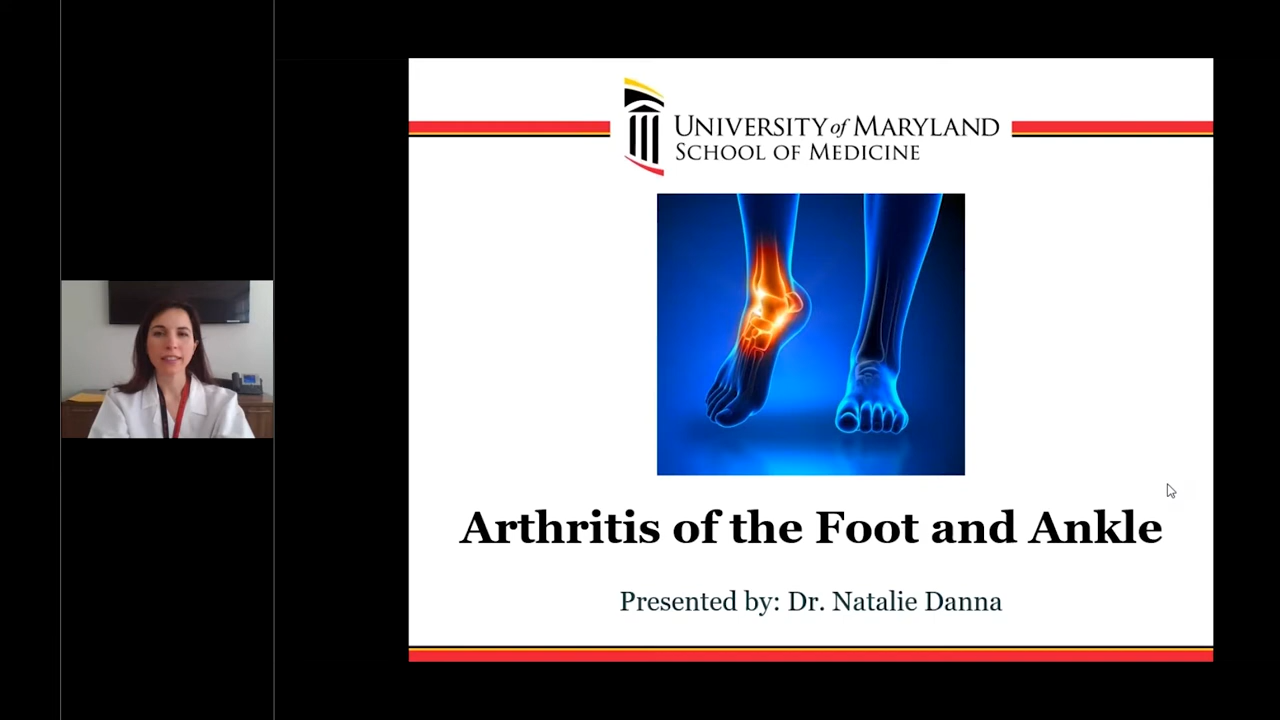 UNIVERSITY of MARYLAND
SCHOOL OF MEDICINE
Arthritis of the Foot and Ankle
Presented by: Dr. Natalie Danna